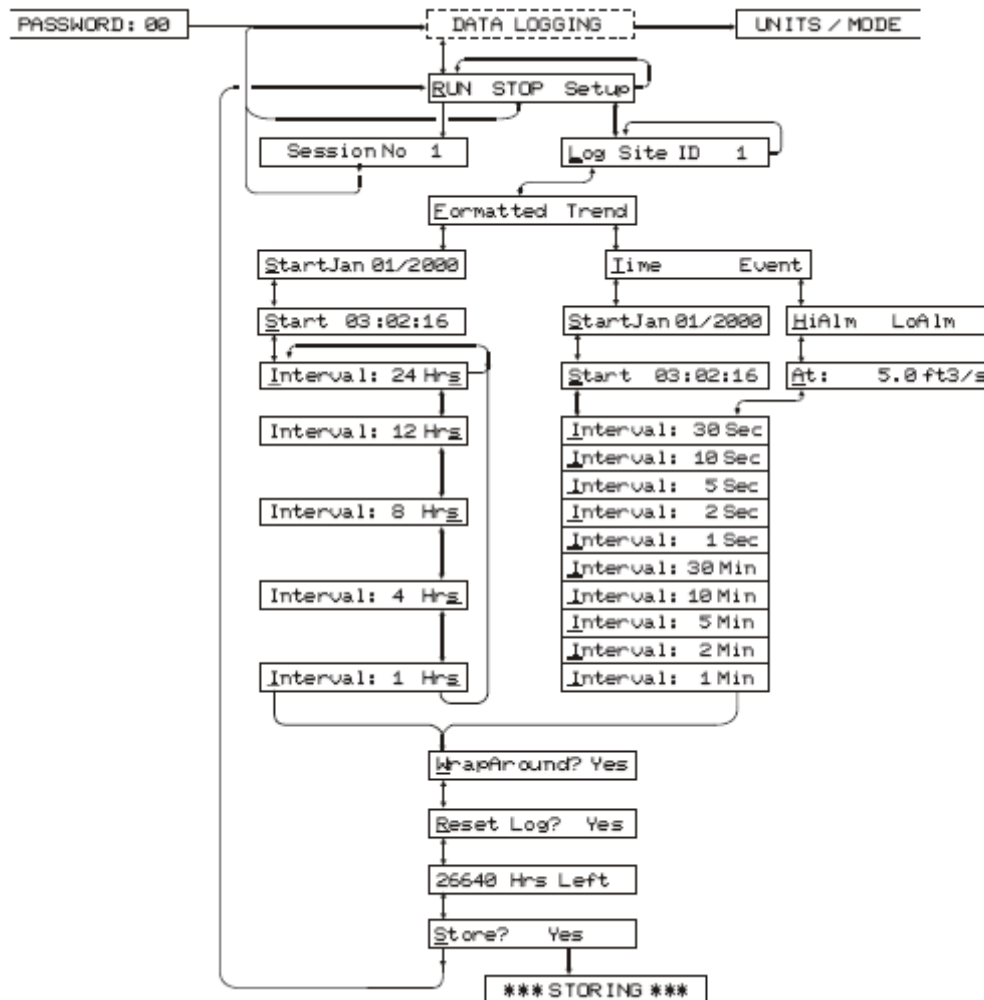 PASSWORD: 00
DATA LOGGING
UNITS / MODE
RUN STOP Setup
Session No 1
Log Site ID 1
Formatted Trend
StartJan 01/2000
Time Event
Start 03:02:16
StartJan 01/2000
HiAlm LoAlm
Interval: 24 Hrs
Start 03:02:16
At: 5.0 ft3/s
Interval: 12 Hrs
Interval: 8 Hrs
Interval: 4 Hrs
Interval: 1 Hrs
Interval: 30 Sec
Interval: 10 Sec
Interval: 5 Sec
Interval: 2 Sec
Interval: 1 Sec
Interval: 30 Min
Interval: 10 Min
Interval: 5 Min
Interval: 2 Min
Interval: 1 Min
WrapAround? Yes
Reset Log? Yes
26640 Hrs Left
Store? Yes
*** STORING ***